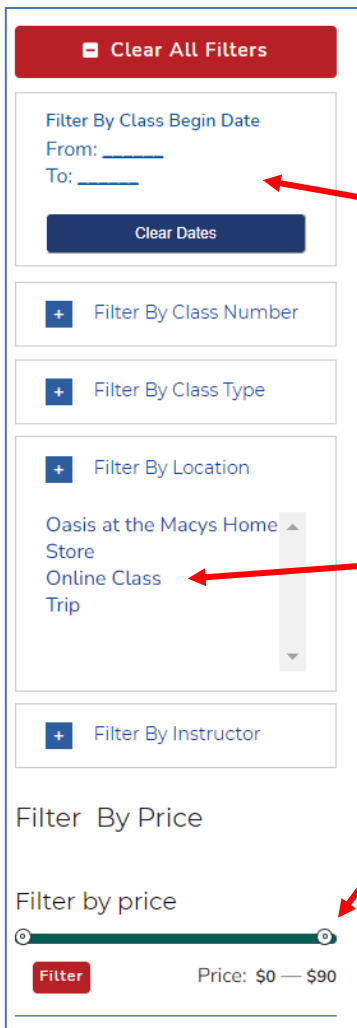 Clear All Filters
Filter By Class Begin Date
From: ______
To: ______
Clear Dates
+ Filter By Class Number
+ Filter By Class Type
+ Filter By Location
Oasis at the Macys Home
Store
Online Class
Trip
+ Filter By Instructor
Filter By Price
Filter by price
Filter Price: $0 — $90